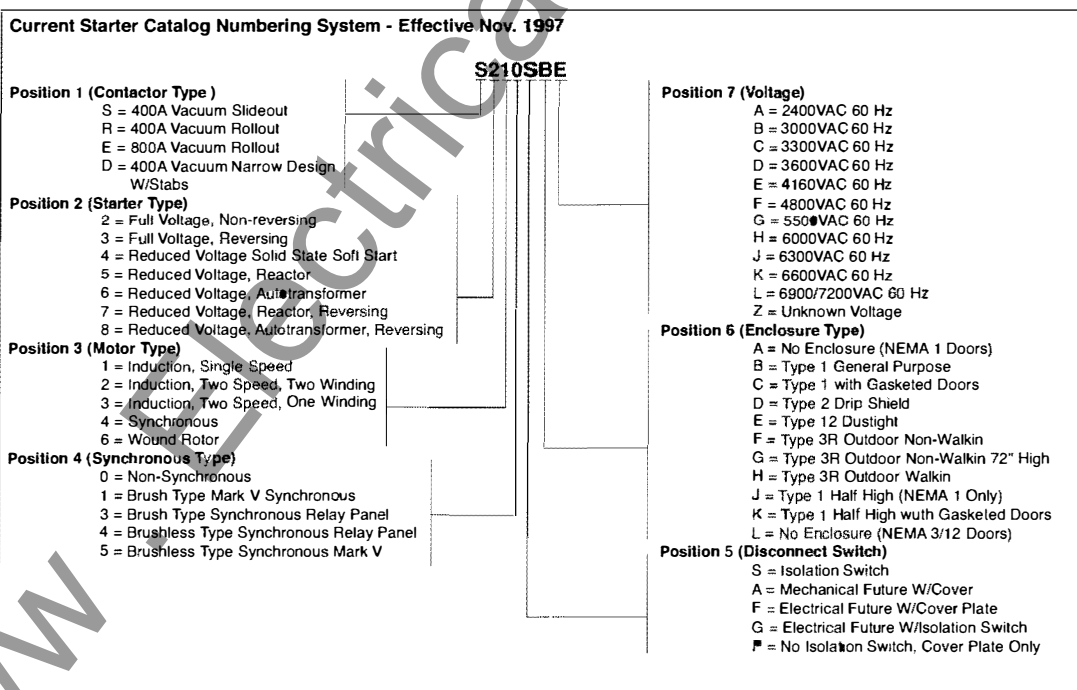 Current Starter Catalog Numbering System - Effective Nov. 1997
S210SBE
Position 1 (Contactor Type )
S = 400A Vacuum Slideout
R = 400A Vacuum Rollout
E = 800A Vacuum Rollout
D = 400A Vacuum Narrow Design
W/Stabs
Position 2 (Starter Type)
2 = Full Voltage, Non-reversing
3 = Full Voltage, Reversing
4 = Reduced Voltage Solid State Soft Start
5 = Reduced Voltage, Reactor
6 = Reduced Voltage, Autotransformer
7 = Reduced Voltage, Reactor, Reversing
8 = Reduced Voltage, Autotransformer, Reversing
Position 3 (Motor Type)
1 = Induction, Single Speed
2 = Induction, Two Speed, Two Winding
3 = Induction, Two Speed, One Winding
4 = Synchronous
6 = Wound Rotor
Position 4 (Synchronous Type)
0 = Non-Synchronous
1 = Brush Type Mark V Synchronous
3 = Brush Type Synchronous Relay Panel
4 = Brushless Type Synchronous Relay Panel
5 = Brushless Type Synchronous Mark V
Position 7 (Voltage)
A = 2400VAC 60 Hz
B = 3000VAC 60 Hz
C = 3300VAC 60 Hz
D = 3600VAC 60 Hz
E = 4160VAC 60 Hz
F = 4800VAC 60 Hz
G = 5500VAC 60 Hz
H = 6000VAC 60 Hz
J = 6300VAC 60 Hz
K = 6600VAC 60 Hz
L = 6900/7200VAC 60 Hz
Z = Unknown Voltage
Position 6 (Enclosure Type)
A = No Enclosure (NEMA 1 Doors)
B = Type 1 General Purpose
C = Type 1 with Gasketed Doors
D = Type 2 Drip Shield
E = Type 12 Dustight
F = Type 3R Outdoor Non-Walkin
G = Type 3R Outdoor Non-Walkin 72" High
H = Type 3R Outdoor Walkin
J = Type 1 Half High (NEMA 1 Only)
K = Type 1 Half High wuth Gasketed Doors
L = No Enclosure (NEMA 3/12 Doors)
Position 5 (Disconnect Switch)
S = Isolation Switch
A = Mechanical Future W/Cover
F = Electrical Future W/Cover Plate
G = Electrical Future W/Isolation Switch
P = No Isolation Switch, Cover Plate Only
w . Electrica